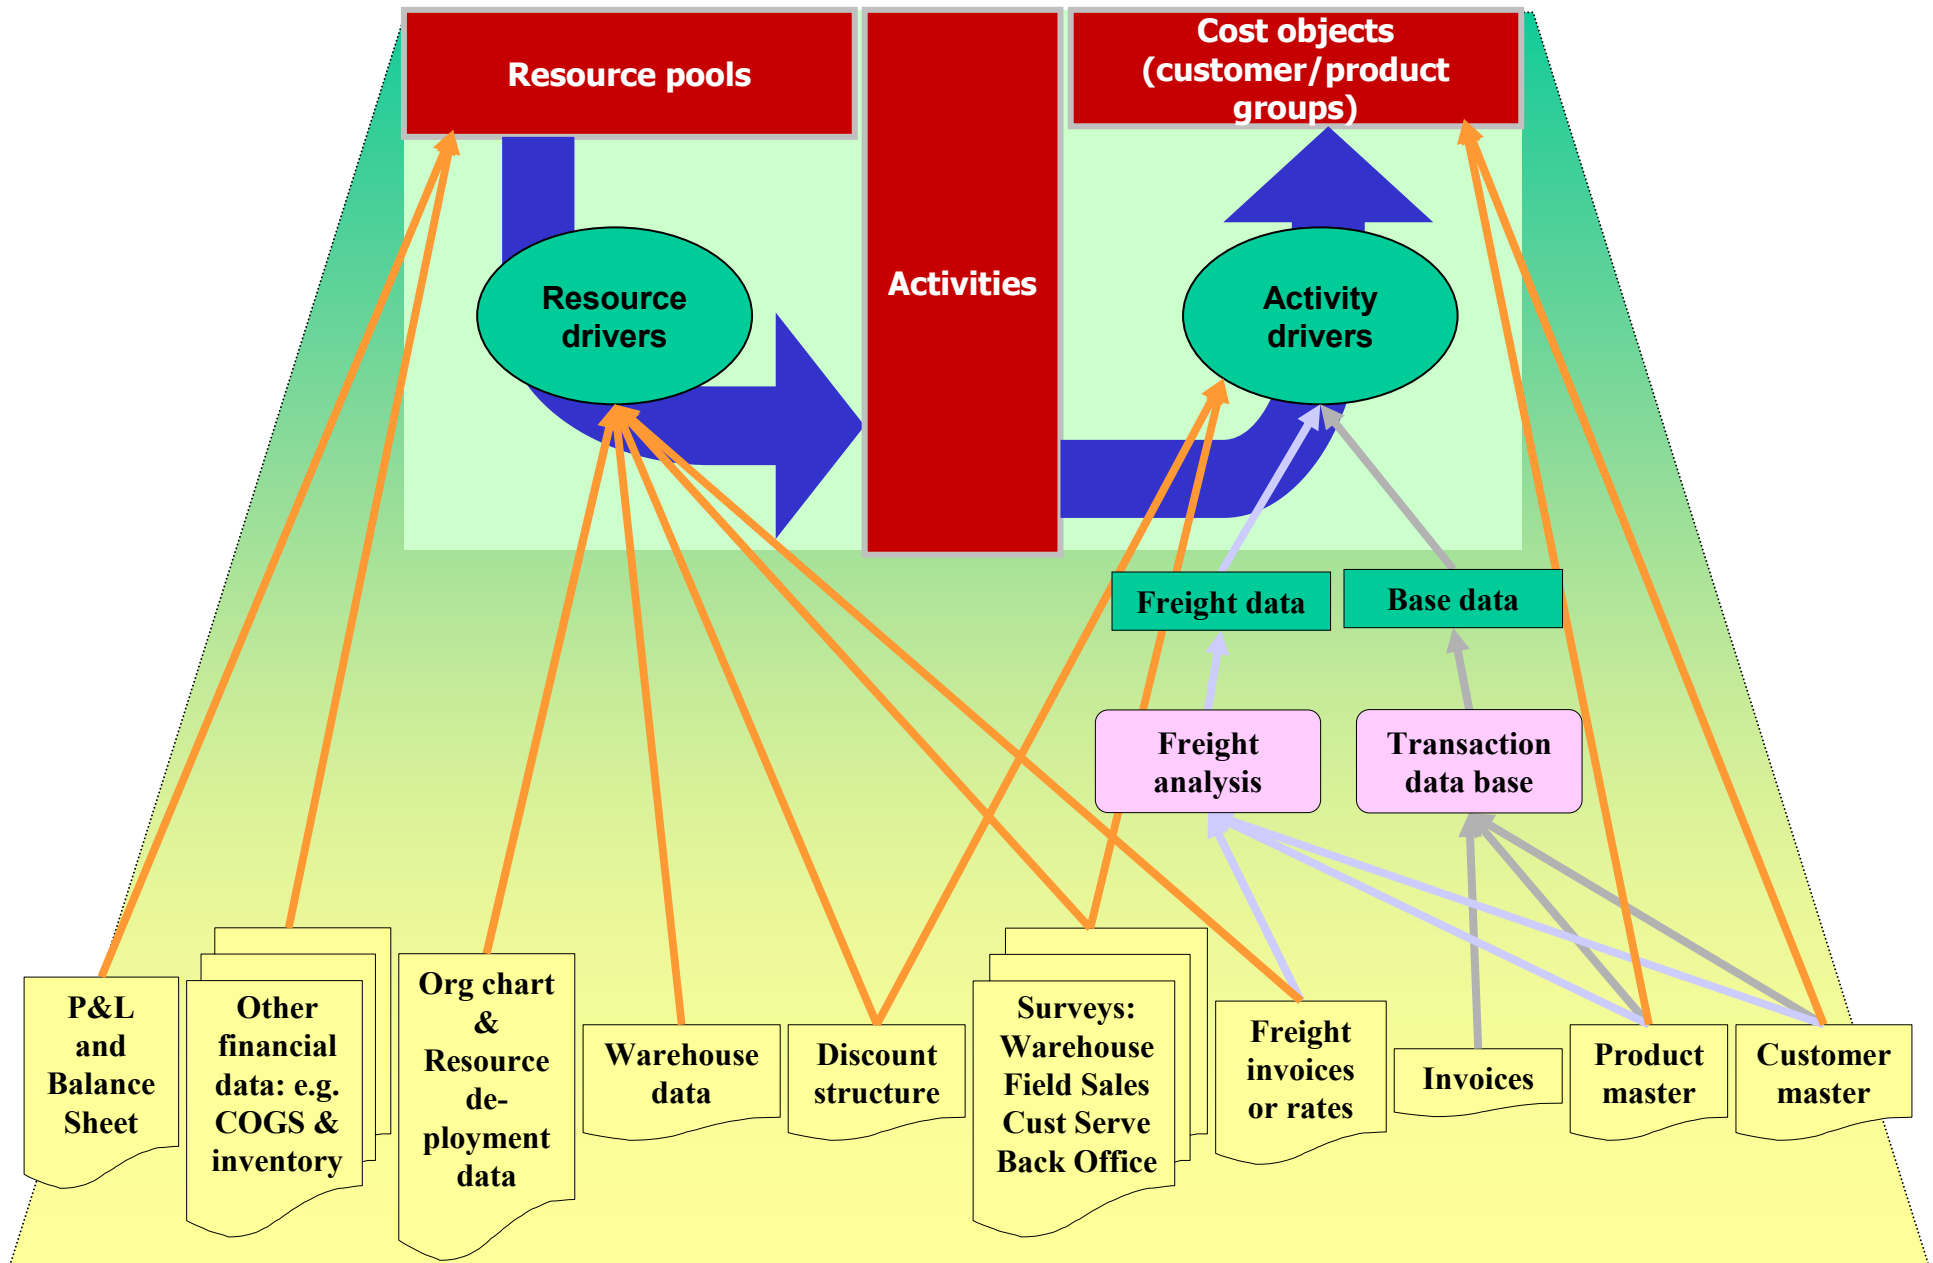 Resource pools
Cost objects
(customer/product
groups)
Activities
Resource
drivers
Activity
drivers
Freight data
Base data
Freight
analysis
Transaction
data base
P&L
and
Balance
Sheet
Other
financial
data: e.g.
COGS &
inventory
Org chart
&
Resource
de-
ployment
data
Warehouse
data
Discount
structure
Surveys:
Warehouse
Field Sales
Cust Serve
Back Office
Freight
invoices
or rates
Invoices
Product
master
Customer
master